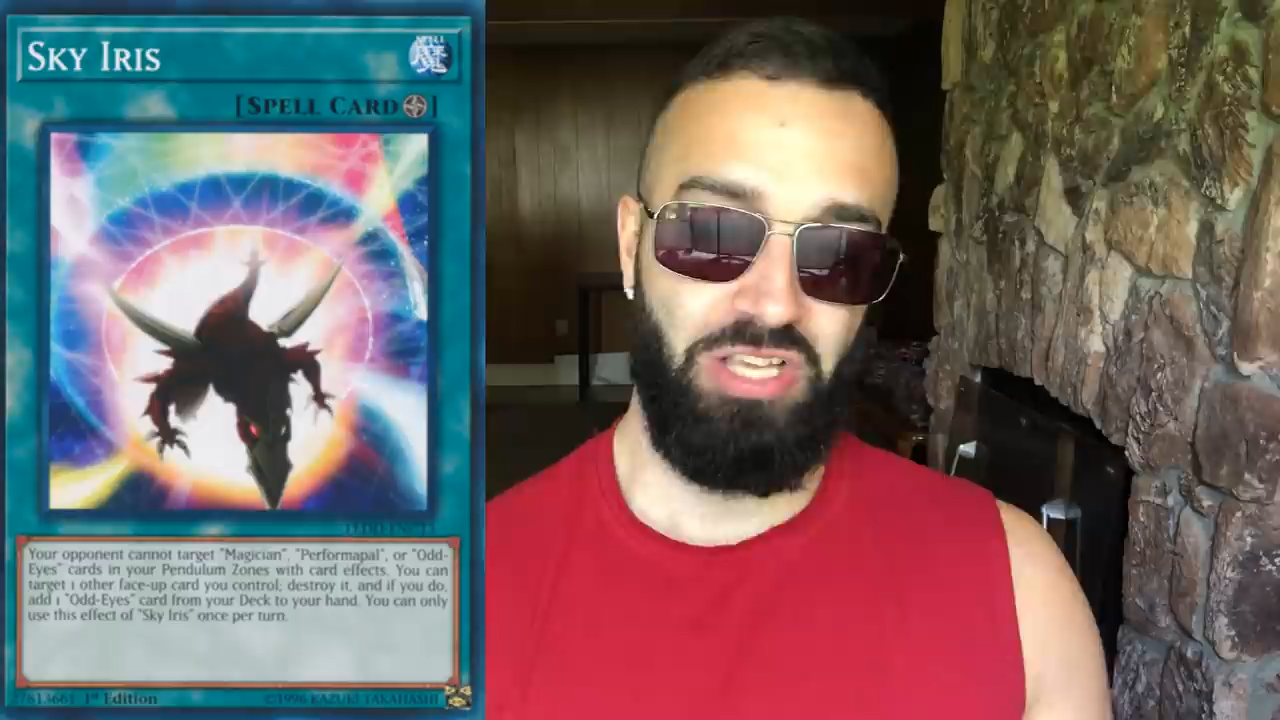 SKY IRIS
[SPELL CARD ]
Your opponent cannot target "Magician", "Performapal", or "Odd-
Eyes" cards in your Pendulum Zones with card effects. You can
target 1 other face-up card you control; destroy it, and if you do,
add 1 "Odd-Eyes" card from your Deck to your hand. You can only
use this effect of "Sky Iris" once per turn.
1st Edition
©1996 KAZUKI TAKAHASHI